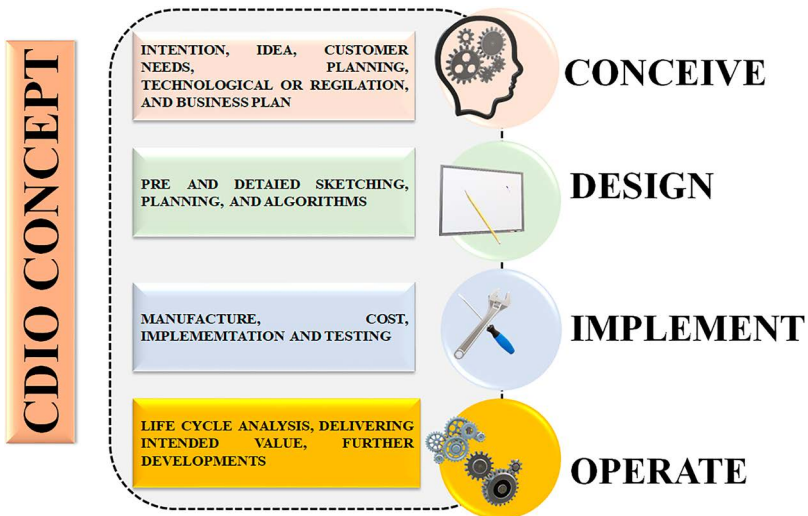 CDIO CONCEPT
INTENTION, IDEA, CUSTOMER
NEEDS, PLANNING,
TECHNOLOGICAL OR REGILATION,
AND BUSINESS PLAN
CONCEIVE
PRE AND DETAIED SKETCHING,
PLANNING, AND ALGORITHMS
DESIGN
MANUFACTURE, COST,
IMPLEMEMTATION AND TESTING
IMPLEMENT
LIFE CYCLE ANALYSIS, DELIVERING
INTENDED VALUE, FURTHER
DEVELOPMENTS
OPERATE